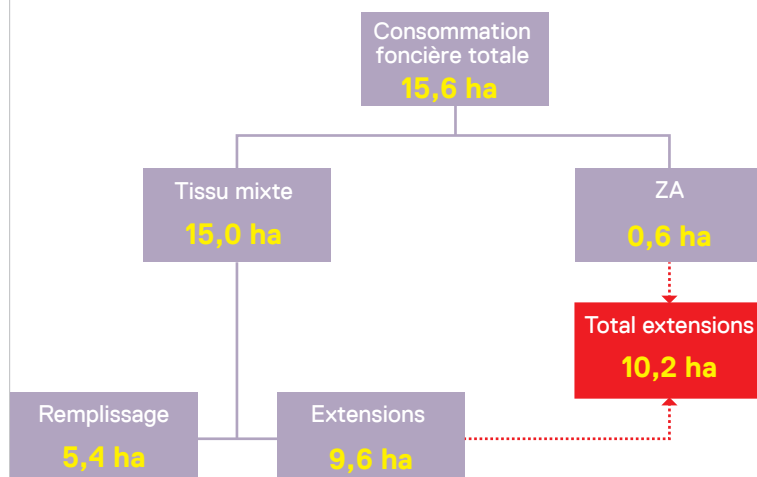 Consommation
foncière totale
15,6 ha
Tissu mixte
15,0 ha
ZA
0,6 ha
Total extensions
10,2 ha
Remplissage
5,4 ha
Extensions
9,6 ha